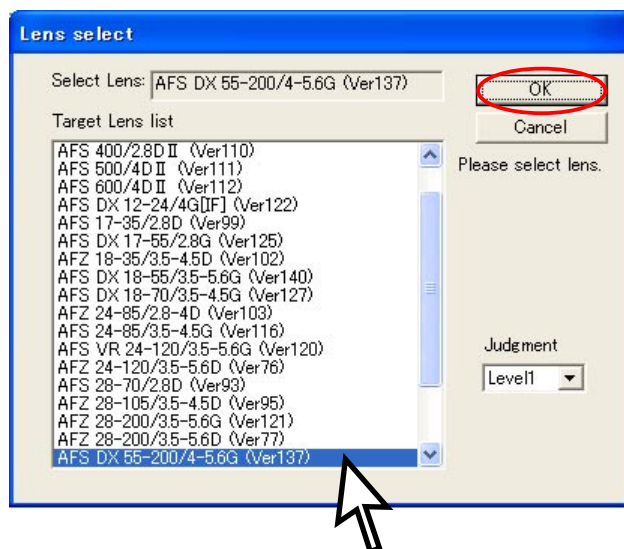 Lens select
Select Lens: AFS DX 55-200/4-5.6G (Ver137)
OK
Target Lens list
Cancel
AFS 400/2.8DⅡ (Ver110)
AFS 500/4DⅡ (Ver111)
AFS 600/4DⅡ (Ver112)
AFS DX 12-24/4G[IF] (Ver122)
AFS 17-35/2.8D (Ver99)
AFS DX 17-55/2.8G (Ver125)
AFZ 18-35/3.5-4.5D (Ver102)
AFS DX 18-55/3.5-5.6G (Ver140)
AFS DX 18-70/3.5-4.5G (Ver127)
AFZ 24-85/2.8-4D (Ver103)
AFS 24-85/3.5-4.5G (Ver116)
AFS VR 24-120/3.5-5.6G (Ver120)
AFZ 24-120/3.5-5.6D (Ver76)
AFS 28-70/2.8D (Ver93)
AFZ 28-105/3.5-4.5D (Ver95)
AFZ 28-200/3.5-5.6G (Ver121)
AFZ 28-200/3.5-5.6D (Ver77)
AFS DX 55-200/4-5.6G (Ver137)
Please select lens.
Judgment
Level1